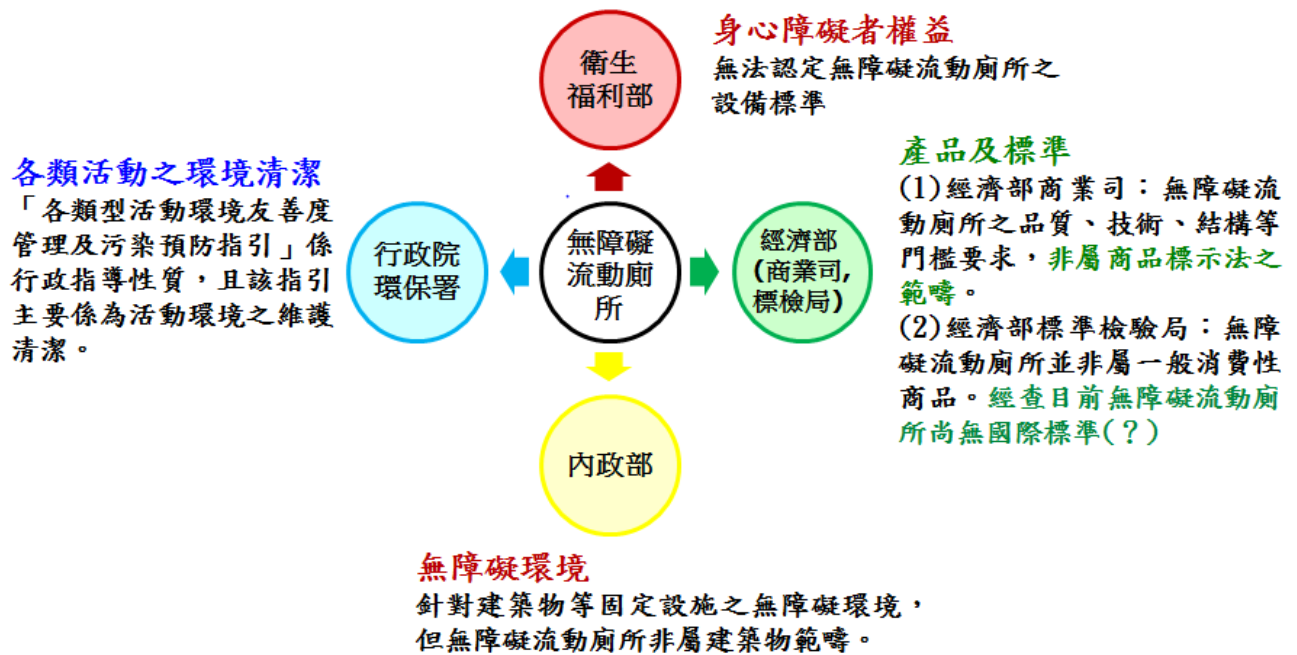 衛生
福利部
身心障礙者權益
無法認定無障礙流動廁所之
設備標準
各類活動之環境清潔
「各類型活動環境友善度
管理及污染預防指引」係
行政指導性質，且該指引
主要係為活動環境之維護
清潔。
行政院
環保署
無障礙
流動廁
所
經濟部
(商業司,
標檢局)
產品及標準
(1)經濟部商業司：無障礙流
動廁所之品質、技術、結構等
門檻要求，非屬商品標示法之
範疇。
(2)經濟部標準檢驗局：無障
礙流動廁所並非屬一般消費性
商品。經查目前無障礙流動廁
所尚無國際標準(？)
內政部
無障礙環境
針對建築物等固定設施之無障礙環境，
但無障礙流動廁所非屬建築物範疇。